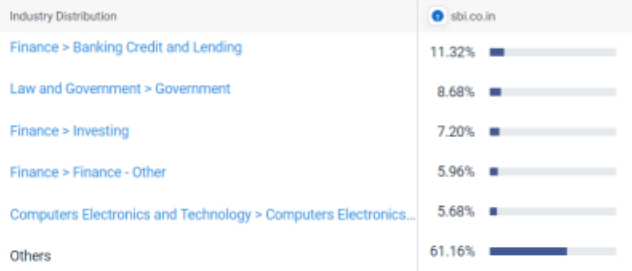 Industry Distribution sbi.co.in
Finance > Banking Credit and Lending 11.32%
Law and Government > Government 8.68%
Finance > Investing 7.20%
Finance > Finance - Other 5.96%
Computers Electronics and Technology > Computers Electronics... 5.68%
Others 61.16%